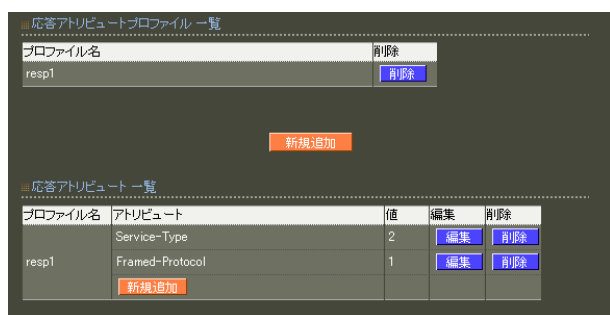 応答アトリビュートプロファイル 一覧
プロファイル名 削除
resp1 削除
新規追加
応答アトリビュート 一覧
プロファイル名 アトリビュート 値 編集 削除
Service-Type 2 編集 削除
resp1 Framed-Protocol 1 編集 削除
新規追加